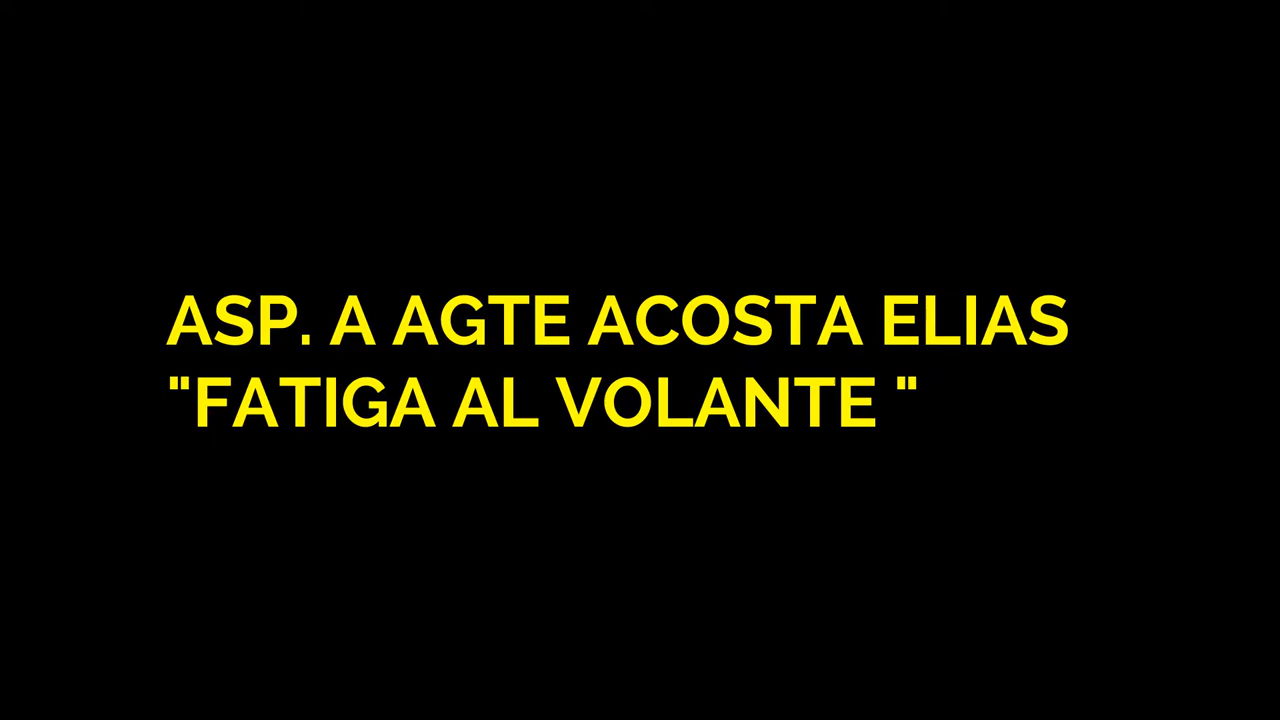 ASP. A AGTE ACOSTA ELIAS
"FATIGA AL VOLANTE "